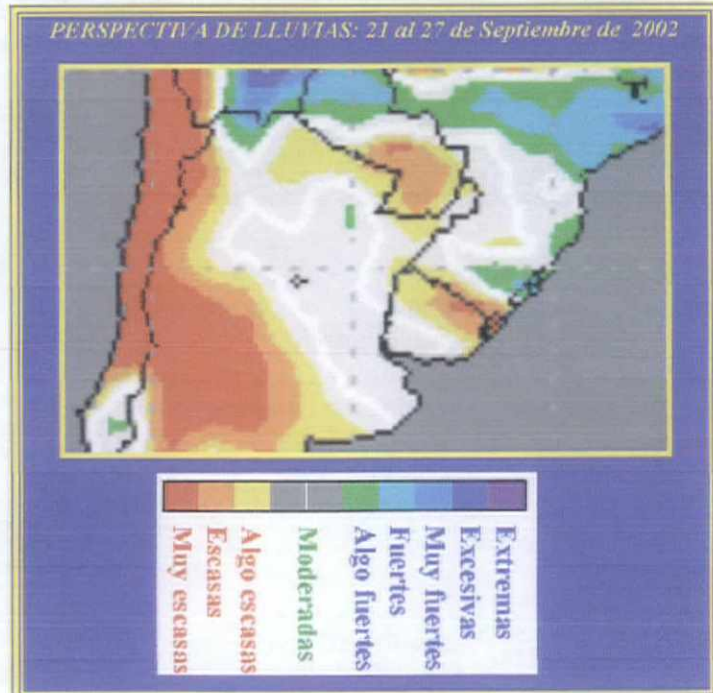 PERSPECTIVA DE LLUVIAS: 21 al 27 de Septiembre de 2002
Muy escasas
Escasas
Algo escasas
Moderadas
Algo fuertes
Fuertes
Muy fuertes
Excesivas
Extremas